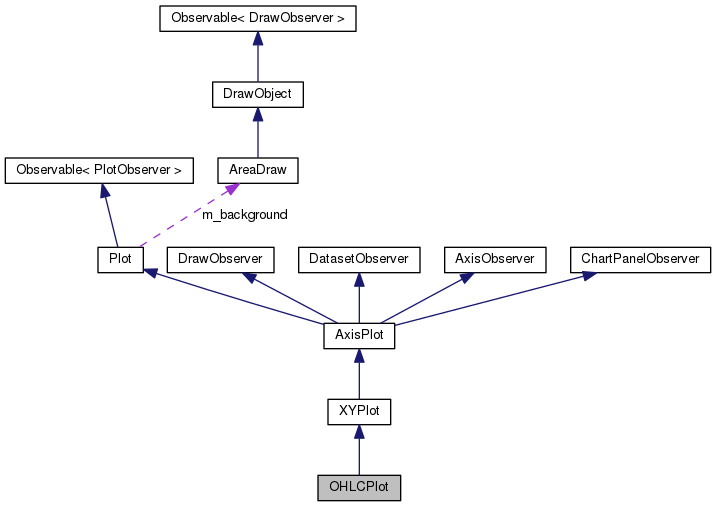 Observable< DrawObserver >
DrawObject
Observable< PlotObserver >
AreaDraw
m_background
Plot
DrawObserver
DatasetObserver
AxisObserver
ChartPanelObserver
AxisPlot
XYPlot
OHLCPlot